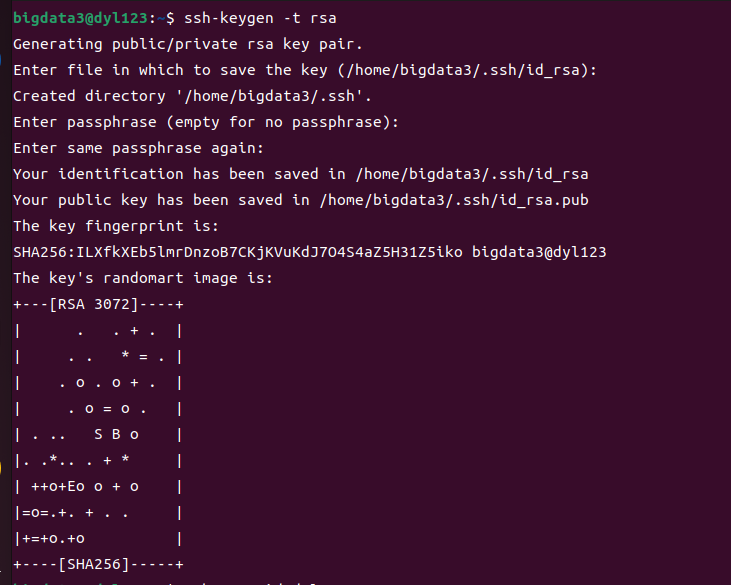 bigdata3@dyl123:~$ ssh-keygen -t rsa
Generating public/private rsa key pair.
Enter file in which to save the key (/home/bigdata3/.ssh/id_rsa):
Created directory '/home/bigdata3/.ssh'.
Enter passphrase (empty for no passphrase):
Enter same passphrase again:
Your identification has been saved in /home/bigdata3/.ssh/id_rsa
Your public key has been saved in /home/bigdata3/.ssh/id_rsa.pub
The key fingerprint is:
SHA256:ILXfkXEb5lmrDnzoB7CKjKVuKdJ7O4S4aZ5H31Z5iko bigdata3@dyl123
The key's randomart image is:
+---[RSA 3072]----+
|      .   . + .  |
|     . .   * = . |
|    . o . o + .  |
|     . o = o .   |
| . ..   S B o    |
|. .*.. . + *     |
| ++o+Eo o + o    |
|=o=.+. + . .     |
|+=+o.+o          |
+----[SHA256]-----+